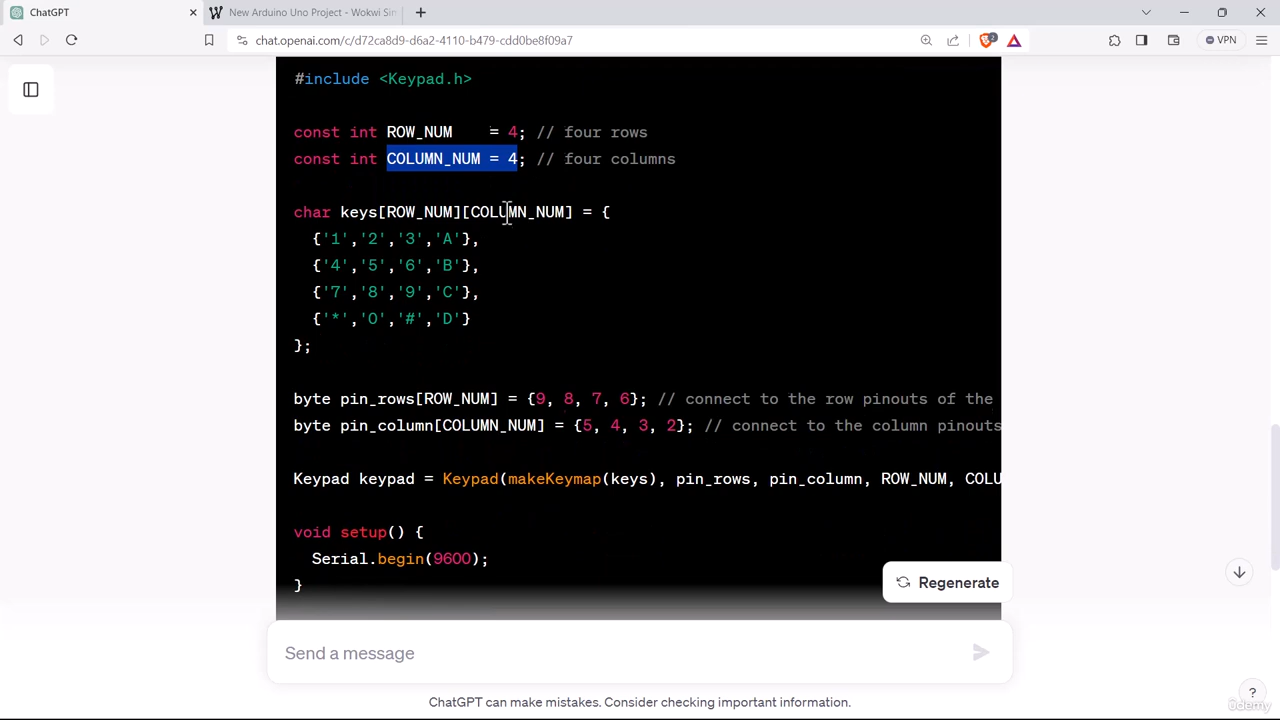 ChatGPT
New Arduino Uno Project - Wokwi Sin
chat.openai.com/c/d72ca8d9-d6a2-4110-b479-cdd0be8f09a7
2
VPN
#include <Keypad.h>
const int ROW_NUM    = 4; // four rows
const int COLUMN_NUM = 4; // four columns
char keys[ROW_NUM][COLUMN_NUM] = {
  {'1','2','3','A'},
  {'4','5','6','B'},
  {'7','8','9','C'},
  {'*','0','#','D'}
};
byte pin_rows[ROW_NUM] = {9, 8, 7, 6}; // connect to the row pinouts of the
byte pin_column[COLUMN_NUM] = {5, 4, 3, 2}; // connect to the column pinouts
Keypad keypad = Keypad(makeKeymap(keys), pin_rows, pin_column, ROW_NUM, COLU
void setup() {
  Serial.begin(9600);
}
Regenerate
Send a message
ChatGPT can make mistakes. Consider checking important information.
?
ûdemy